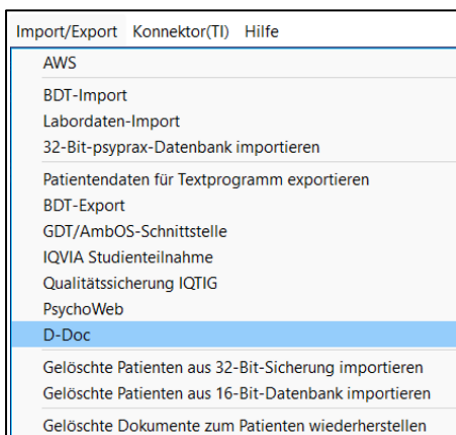 Import/Export Konnektor(TI) Hilfe
AWS
BDT-Import
Labordaten-Import
32-Bit-psyprax-Datenbank importieren
Patientendaten für Textprogramm exportieren
BDT-Export
GDT/AmbOS-Schnittstelle
IQVIA Studienteilnahme
Qualitätssicherung IQTIG
PsychoWeb
D-Doc
Gelöschte Patienten aus 32-Bit-Sicherung importieren
Gelöschte Patienten aus 16-Bit-Datenbank importieren
Gelöschte Dokumente zum Patienten wiederherstellen